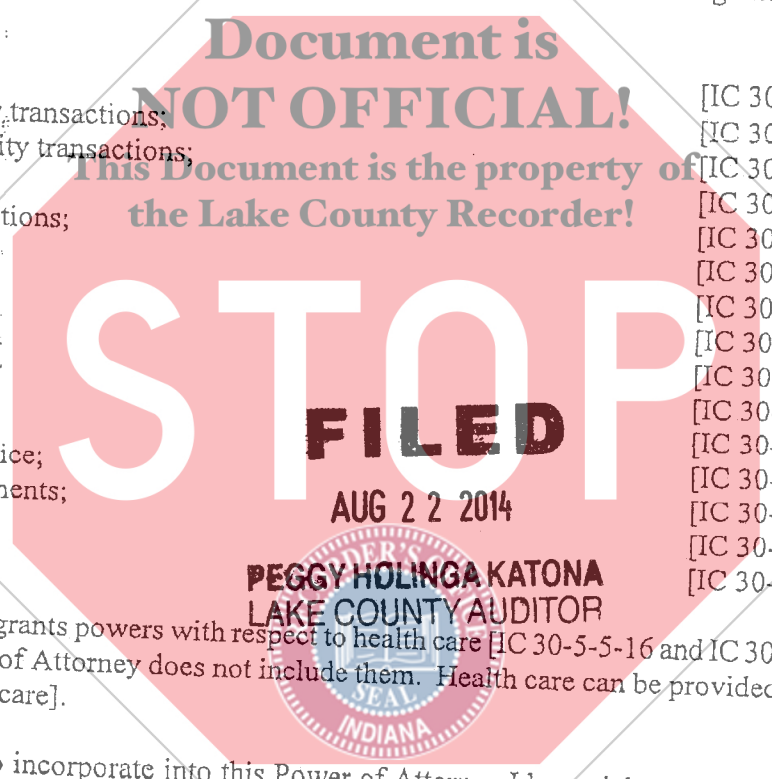 Document is
NOT OFFICIAL!
transactions; [IC 30
ity transactions; [IC 30
This Document is the property of [IC 30
the Lake County Recorder! [IC 30
tions; [IC 30
[IC 30
[IC 30
[IC 30
STOP
[IC 30
[IC 30
FILED
ice; [IC 30-
ments; [IC 30-
AUG 22 2014 [IC 30-
[IC 30-
PEGGY HOLINGA KATONA [IC 30-
LAKE COUNTY AUDITOR
grants powers with respect to health care [IC 30-5-5-16 and IC 30
of Attorney does not include them. Health care can be provided
care].
SEAL
INDIANA
incorporate into this Power of